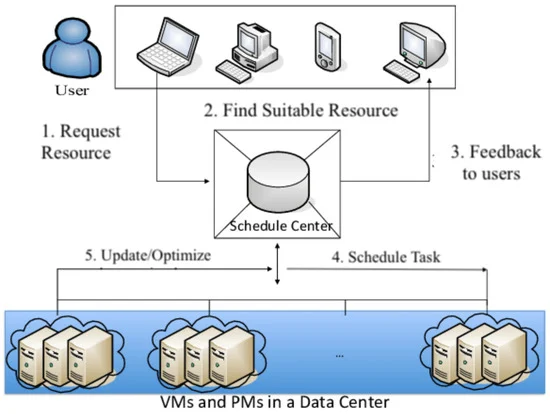 User
1. Request
Resource
2. Find Suitable Resource
3. Feedback
to users
Schedule Center
5. Update/Optimize
4. Schedule Task
...
VMs and PMs in a Data Center